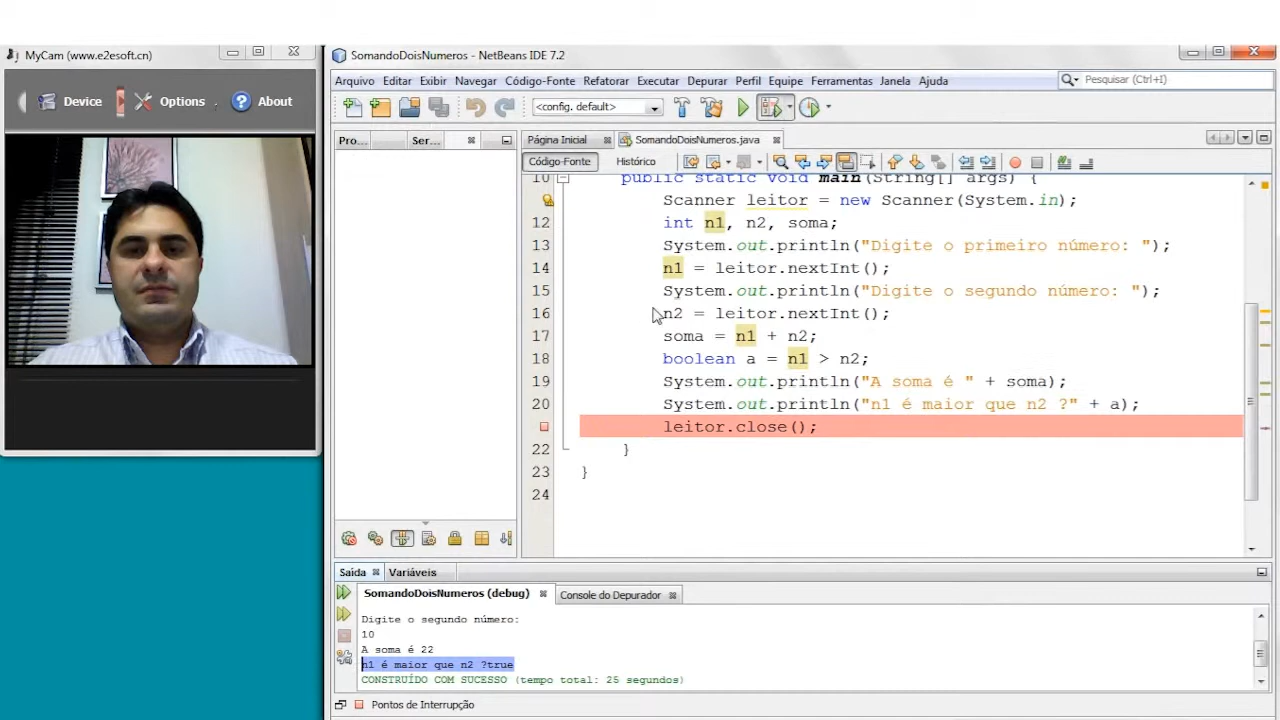 MyCam (www.e2esoft.cn)
Device
Options
About
SomandoDoisNumeros - NetBeans IDE 7.2
Arquivo Editar Exibir Navegar Código-Fonte Refatorar Executar Depurar Perfil Equipe Ferramentas Janela Ajuda
Pesquisar (Ctrl+I)
<config. default>
Pro... Ser...
Página Inicial SomandoDoisNumeros.java
Código-Fonte Histórico
10 public static void main(String[] args) {
Scanner leitor = new Scanner(System.in);
12 int n1, n2, soma;
13 System.out.println("Digite o primeiro número: ");
14 n1 = leitor.nextInt();
15 System.out.println("Digite o segundo número: ");
16 n2 = leitor.nextInt();
17 soma = n1 + n2;
18 boolean a = n1 > n2;
19 System.out.println("A soma é " + soma);
20 System.out.println("n1 é maior que n2 ?" + a);
leitor.close();
22 }
23 }
24
Saída Variáveis
SomandoDoisNumeros (debug) Console do Depurador
Digite o segundo número:
10
A soma é 22
n1 é maior que n2 ?true
CONSTRUÍDO COM SUCESSO (tempo total: 25 segundos)
Pontos de Interrupção